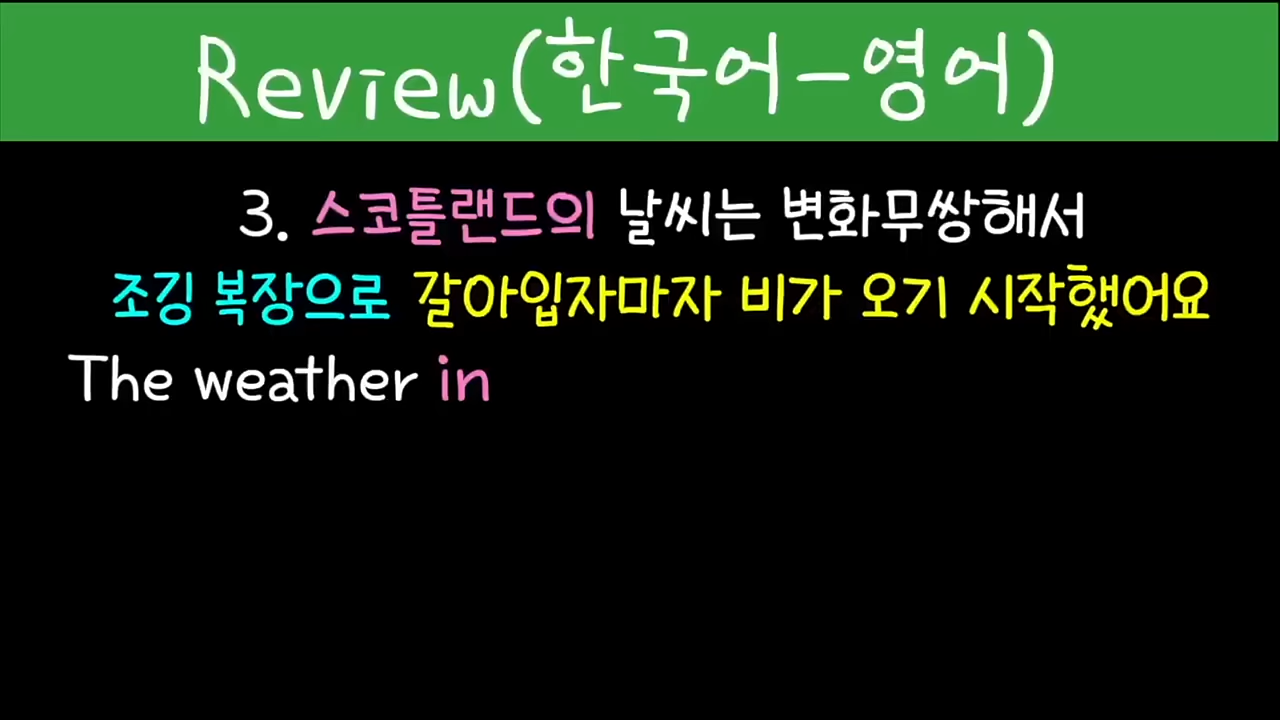 Review(한국어-영어)
3. 스코틀랜드의 날씨는 변화무쌍해서
조깅 복장으로 갈아입자마자 비가 오기 시작했어요
The weather in